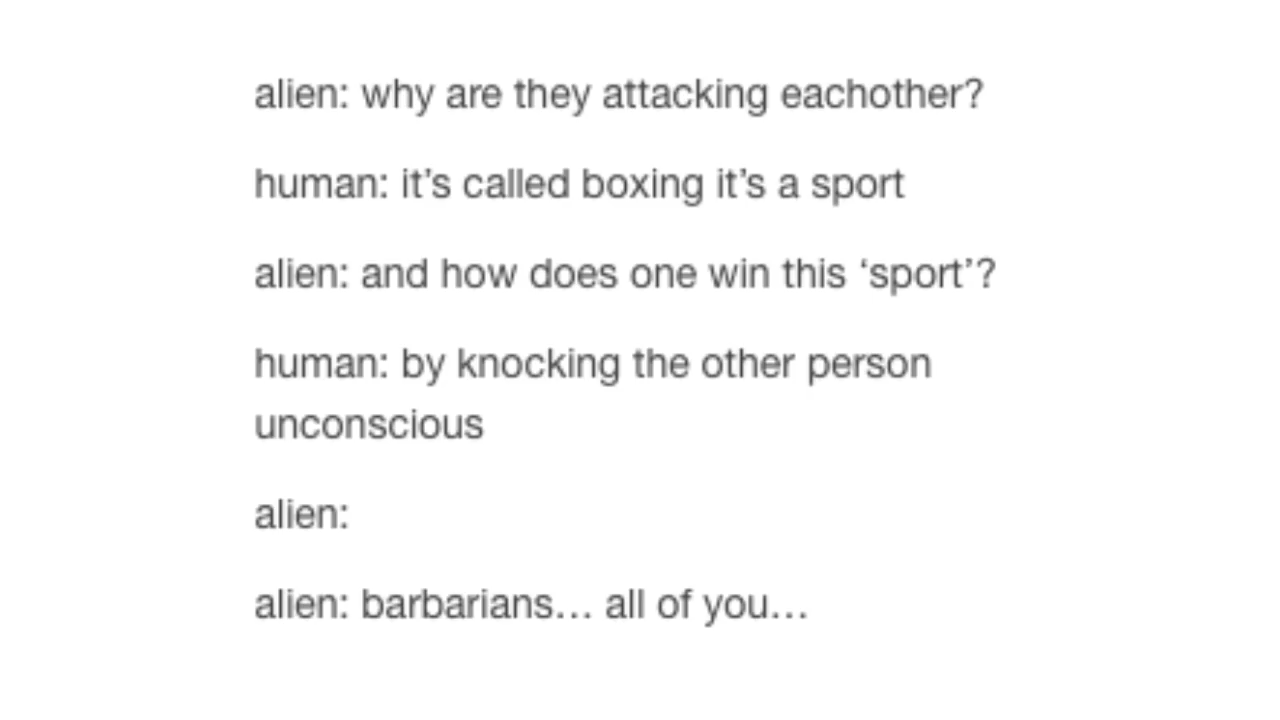 alien: why are they attacking eachother?
human: it’s called boxing it’s a sport
alien: and how does one win this ‘sport’?
human: by knocking the other person
unconscious
alien:
alien: barbarians… all of you…